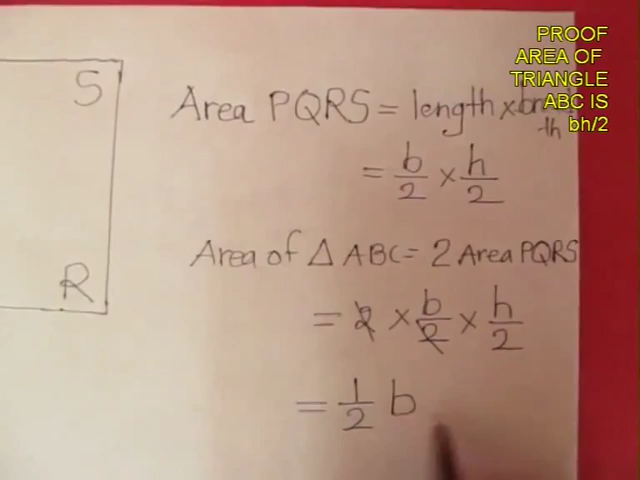 PROOF
AREA OF
TRIANGLE
ABC IS
bh/2
S
R
Area PQRS = length ×
th
= b/2 × h/2
Area of △ ABC = 2 Area PQRS
= 2 × b/2 × h/2
= 1/2 b